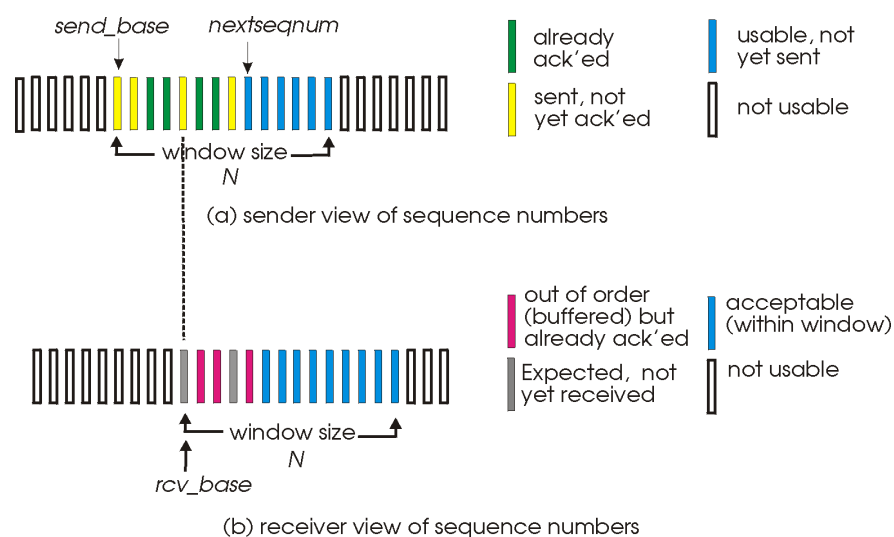 send_base
nextseqnum
already
ack'ed
usable, not
yet sent
sent, not
yet ack'ed
not usable
window size
N
(a) sender view of sequence numbers
out of order
(buffered) but
already ack'ed
acceptable
(within window)
Expected, not
yet received
not usable
window size
N
rcv_base
(b) receiver view of sequence numbers